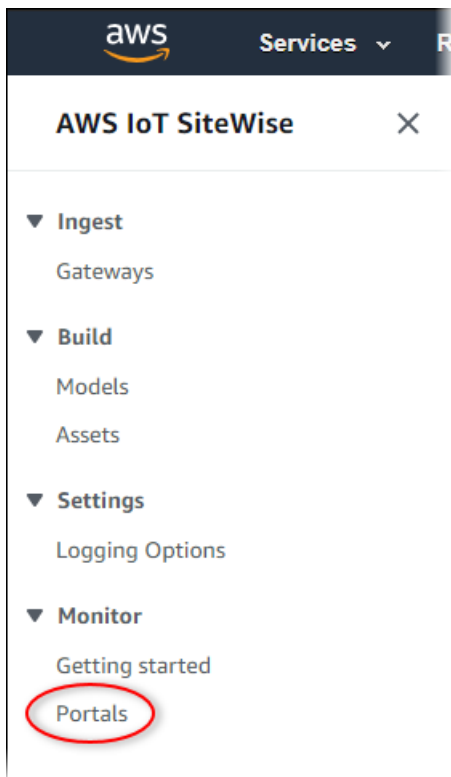 aws Services R
AWS IoT SiteWise
Ingest
Gateways
Build
Models
Assets
Settings
Logging Options
Monitor
Getting started
Portals